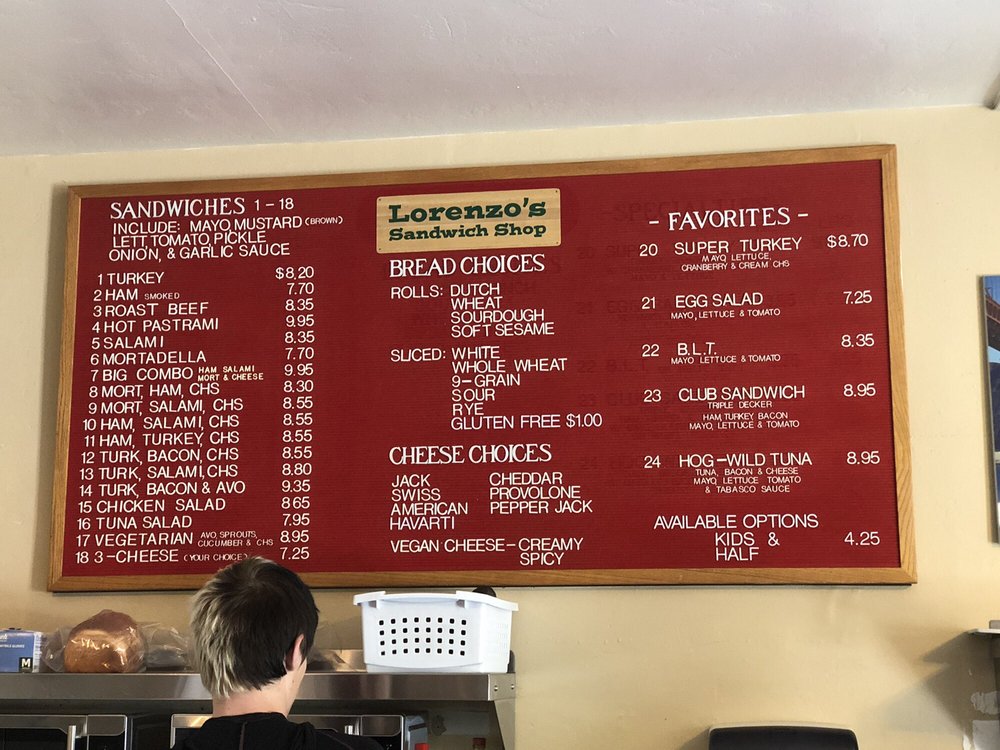 SANDWICHES 1-18
INCLUDE: MAYO, MUSTARD (BROWN)
LETT, TOMATO, PICKLE
ONION, & GARLIC SAUCE
1 TURKEY $8,20
2 HAM SMOKED 7.70
3 ROAST BEEF 8.35
4 HOT PASTRAMI 9.95
5 SALAMI 8.35
6 MORTADELLA 7.70
7 BIG COMBO HAM SALAMI 9.95
MORT & CHEESE
8 MORT, HAM, CHS 8.30
9 MORT, SALAMI, CHS 8.55
10 HAM, SALAMI, CHS 8.55
11 HAM, TURKEY, CHS 8.55
12 TURK, BACON, CHS 8.55
13 TURK, SALAMI, CHS 8.80
14 TURK, BACON & AVO 9.35
15 CHICKEN SALAD 8.65
16 TUNA SALAD 7.95
17 VEGETARIAN AVO, SPROUTS, 8.95
CUCUMBER & CHS
18 3-CHEESE (YOUR CHOICE) 7.25
Lorenzo's
Sandwich Shop
BREAD CHOICES
ROLLS: DUTCH
WHEAT
SOURDOUGH
SOFT SESAME
SLICED: WHITE
WHOLE WHEAT
9-GRAIN
SOUR
RYE
GLUTEN FREE $1.00
CHEESE CHOICES
JACK CHEDDAR
SWISS PROVOLONE
AMERICAN PEPPER JACK
HAVARTI
VEGAN CHEESE- CREAMY
SPICY
- FAVORITES -
20 SUPER TURKEY $8.70
MAYO, LETTUCE,
CRANBERRY & CREAM CHS
21 EGG SALAD 7.25
MAYO, LETTUCE & TOMATO
22 B.L.T. 8.35
MAYO LETTUCE & TOMATO
23 CLUB SANDWICH 8.95
TRIPLE DECKER
HAM, TURKEY, BACON
MAYO, LETTUCE & TOMATO
24 HOG-WILD TUNA 8.95
TUNA, BACON & CHEESE
MAYO, LETTUCE TOMATO
& TABASCO SAUCE
AVAILABLE OPTIONS
KIDS & 4.25
HALF
M